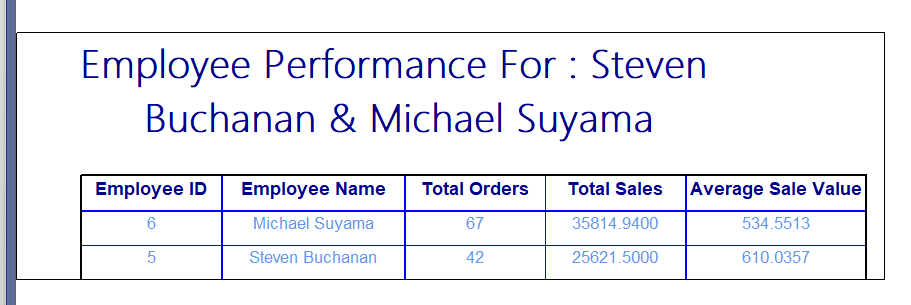 Employee Performance For : Steven
Buchanan & Michael Suyama
Employee ID Employee Name Total Orders Total Sales Average Sale Value
6 Michael Suyama 67 35814.9400 534.5513
5 Steven Buchanan 42 25621.5000 610.0357